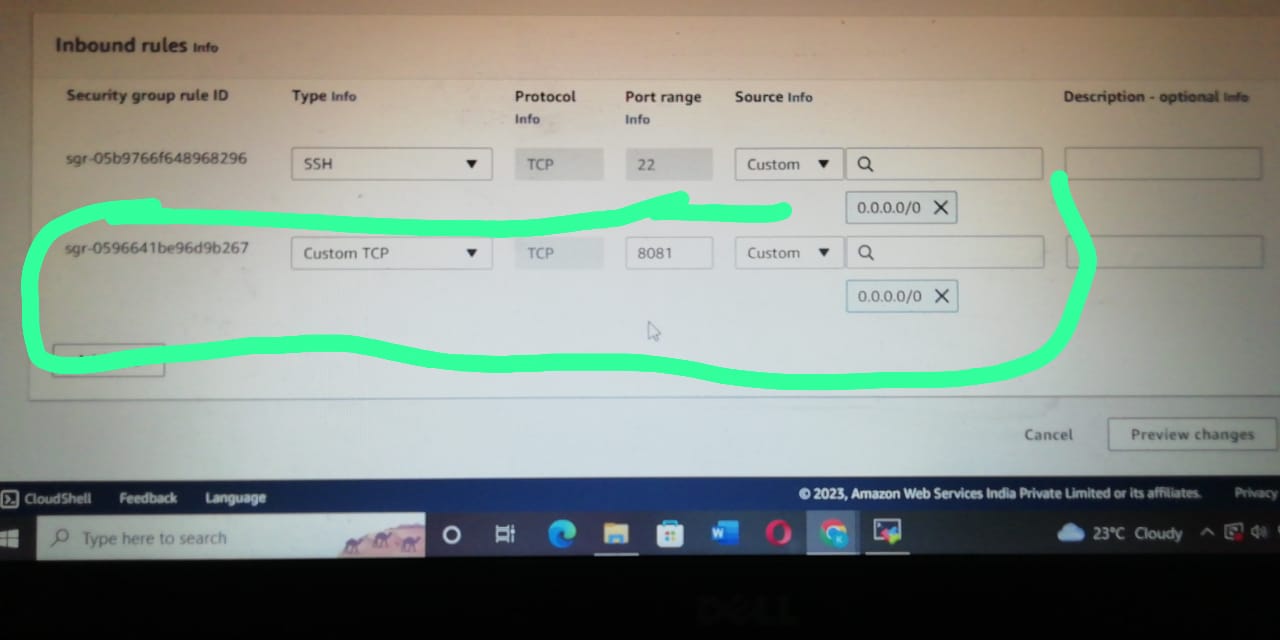 Inbound rules Info
Security group rule ID Type Info Protocol Info Port range Info Source Info Description - optional Info
sgr-05b9766f648968296 SSH TCP 22 Custom
0.0.0.0/0
sgr-0596641be96d9b267 Custom TCP TCP 8081 Custom
0.0.0.0/0
Cancel Preview changes
CloudShell Feedback Language © 2023, Amazon Web Services India Private Limited or its affiliates. Privacy
Type here to search 23°C Cloudy
DELL